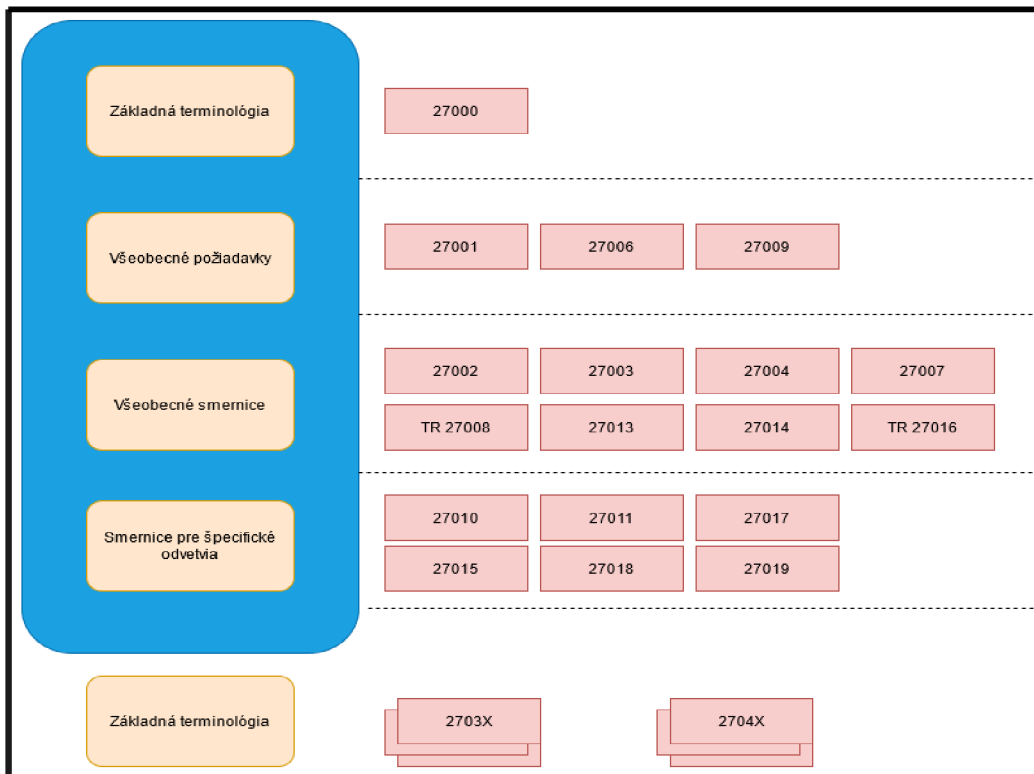 Základná terminológia
27000
Všeobecné požiadavky
27001 27006 27009
Všeobecné smernice
27002 27003 27004 27007
TR 27008 27013 27014 TR 27016
Smernice pre špecifické
odvetvia
27010 27011 27017
27015 27018 27019
Základná terminológia
2703X 2704X